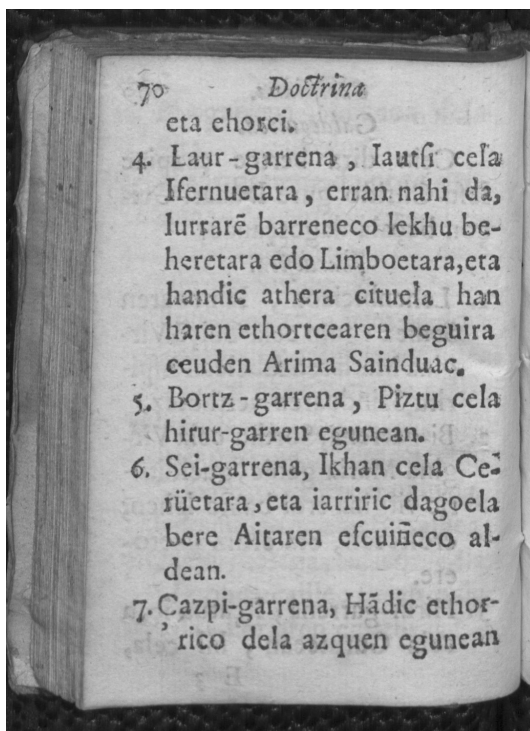 70 Doctrina
eta ehorci.
4. Laur-garrena, Iautſi cela
Iſernuetara, erran nahi da,
lurrarẽ barreneco lekhu be-
heretara edo Limboetara, eta
handic athera cituela han
haren ethortcearen beguira
ceuden Arima Sainduac.
5. Bortz-garrena, Piztu cela
hirur-garren egunean.
6. Sei-garrena, Ikhan cela Ce-
rüetara, eta iarriric dagoela
bere Aitaren eſcuiñeco al-
dean.
7. Çazpi-garrena, Hãdic ethor-
rico dela azquen egunean